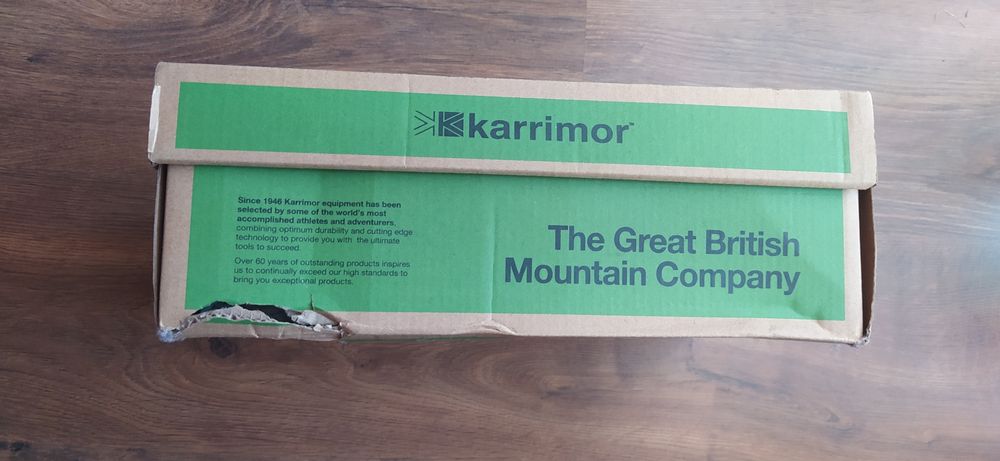 karrimor™
Since 1946 Karrimor equipment has been
selected by some of the world's most
accomplished athletes and adventurers,
combining optimum durability and cutting edge
technology to provide you with the ultimate
tools to succeed.
Over 60 years of outstanding products inspires
us to continually exceed our high standards to
bring you exceptional products.
The Great British
Mountain Company